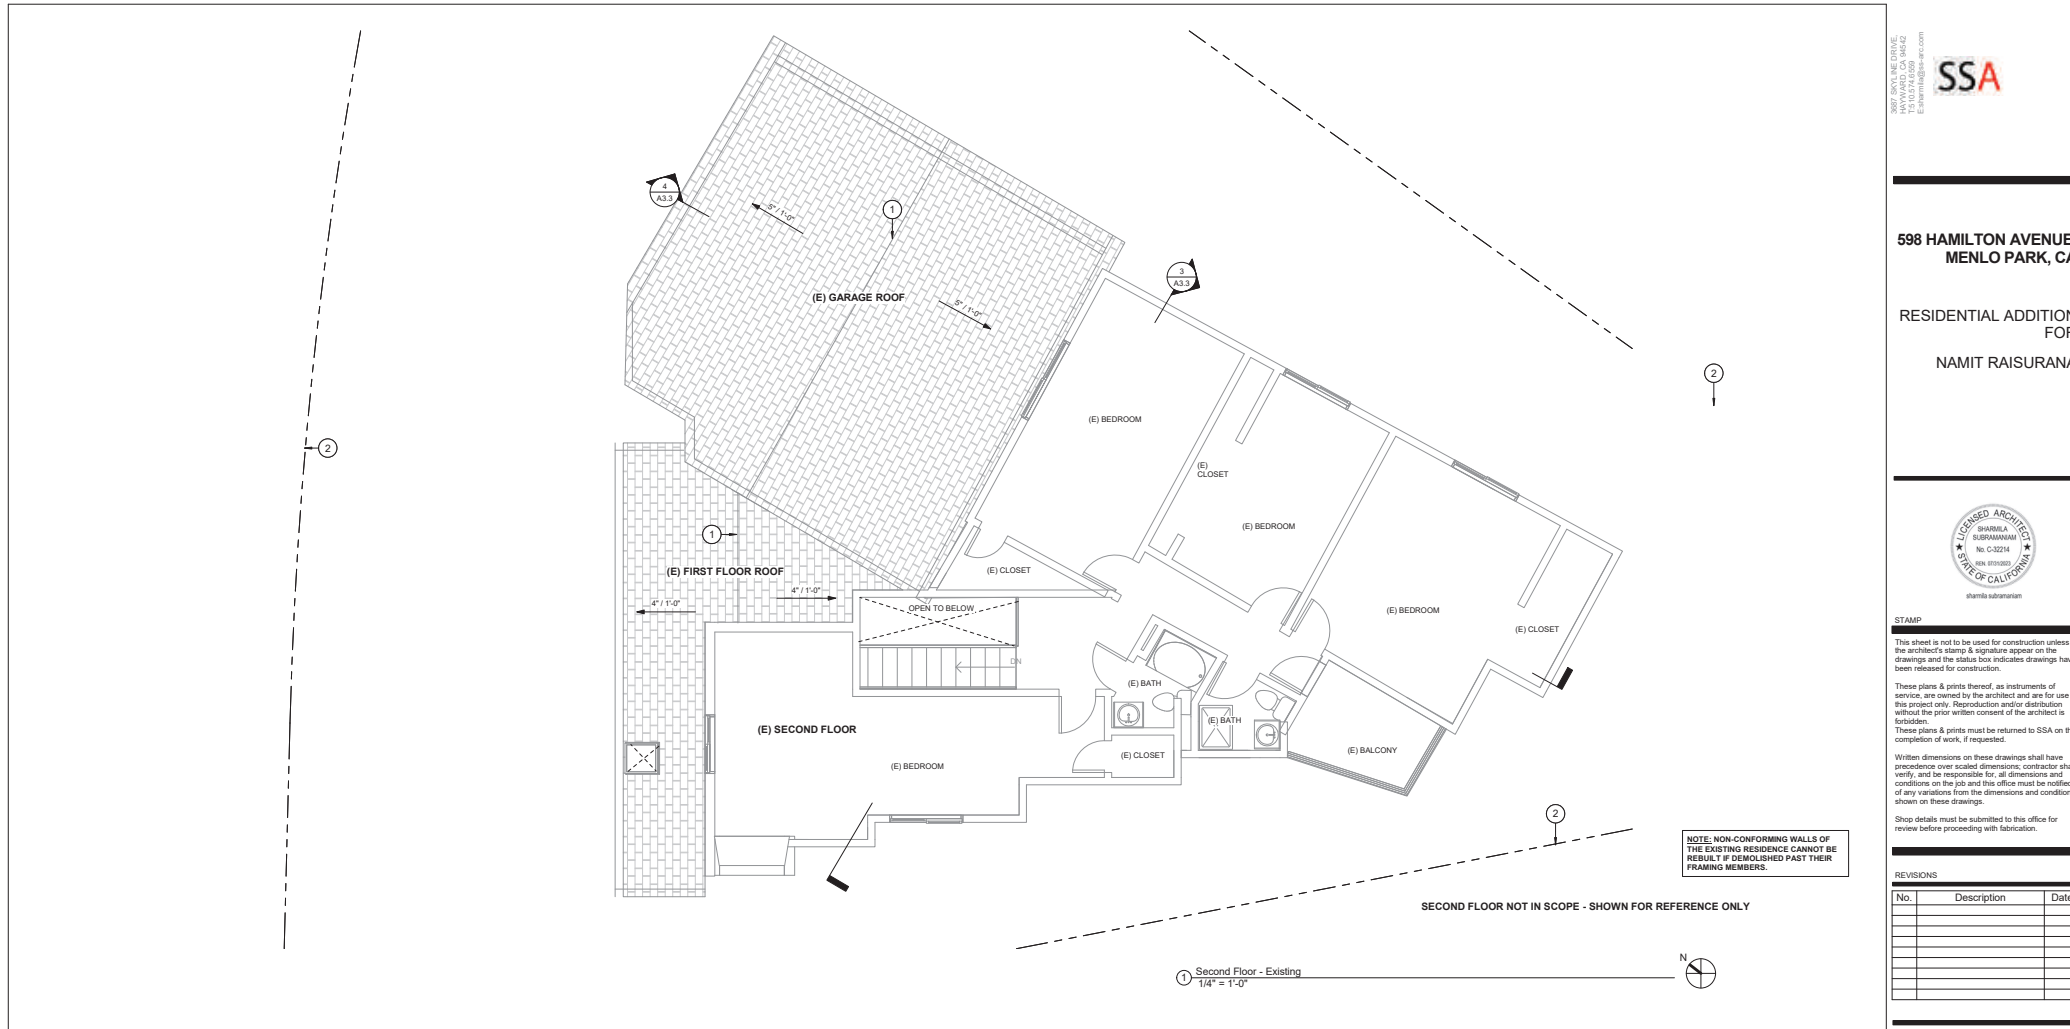 4
A3.3
5" / 1'-0"
1
(E) GARAGE ROOF
5" / 1'-0"
3
A3.3
2
2
(E) BEDROOM
(E)
CLOSET
(E) BEDROOM
1
(E) FIRST FLOOR ROOF
4" / 1'-0"
4" / 1'-0"
(E) CLOSET
OPEN TO BELOW
DN
(E) BEDROOM
(E) CLOSET
(E) BATH
(E) BATH
(E) SECOND FLOOR
(E) BEDROOM
(E) CLOSET
(E) BALCONY
2
NOTE: NON-CONFORMING WALLS OF
THE EXISTING RESIDENCE CANNOT BE
REBUILT IF DEMOLISHED PAST THEIR
FRAMING MEMBERS.
SECOND FLOOR NOT IN SCOPE - SHOWN FOR REFERENCE ONLY
1
Second Floor - Existing
1/4" = 1'-0"
N
3687 SKYLINE DRIVE,
HAYWARD, CA 94542
T:510.574.6559
E:sharmila@ss-arc.com
SSA
598 HAMILTON AVENUE
MENLO PARK, CA
RESIDENTIAL ADDITION
FOR
NAMIT RAISURANA
LICENSED ARCHITECT
SHARMILA
SUBRAMANIAM
No. C-32214
REN. 07/31/2023
STATE OF CALIFORNIA
sharmila subramaniam
STAMP
This sheet is not to be used for construction unless
the architect's stamp & signature appear on the
drawings and the status box indicates drawings hav
been released for construction.
These plans & prints thereof, as instruments of
service, are owned by the architect and are for use
this project only. Reproduction and/or distribution
without the prior written consent of the architect is
forbidden.
These plans & prints must be returned to SSA on th
completion of work, if requested.
Written dimensions on these drawings shall have
precedence over scaled dimensions; contractor sha
verify, and be responsible for, all dimensions and
conditions on the job and this office must be notified
of any variations from the dimensions and condition
shown on these drawings.
Shop details must be submitted to this office for
review before proceeding with fabrication.
REVISIONS
No. Description Date